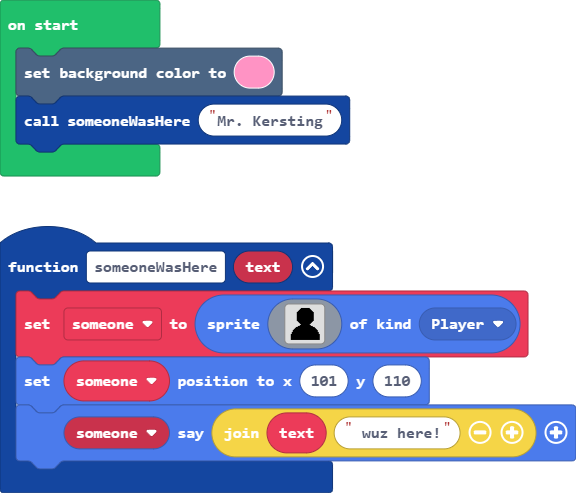 on start
set background color to
call someoneWasHere "Mr. Kersting"
function someoneWasHere text
set someone to sprite of kind Player
set someone position to x 101 y 110
someone say join text " wuz here!"